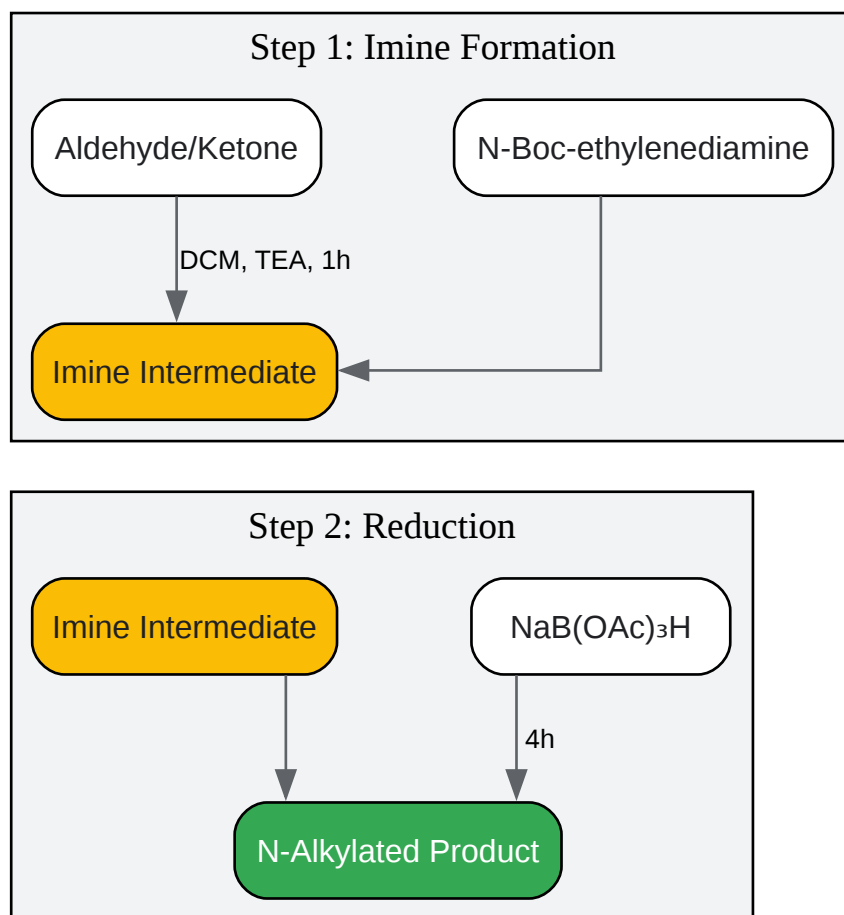 Step 1: Imine Formation
Aldehyde/Ketone
N-Boc-ethylenediamine
DCM, TEA, 1h
Imine Intermediate
Step 2: Reduction
Imine Intermediate
NaB(OAc)₃H
4h
N-Alkylated Product